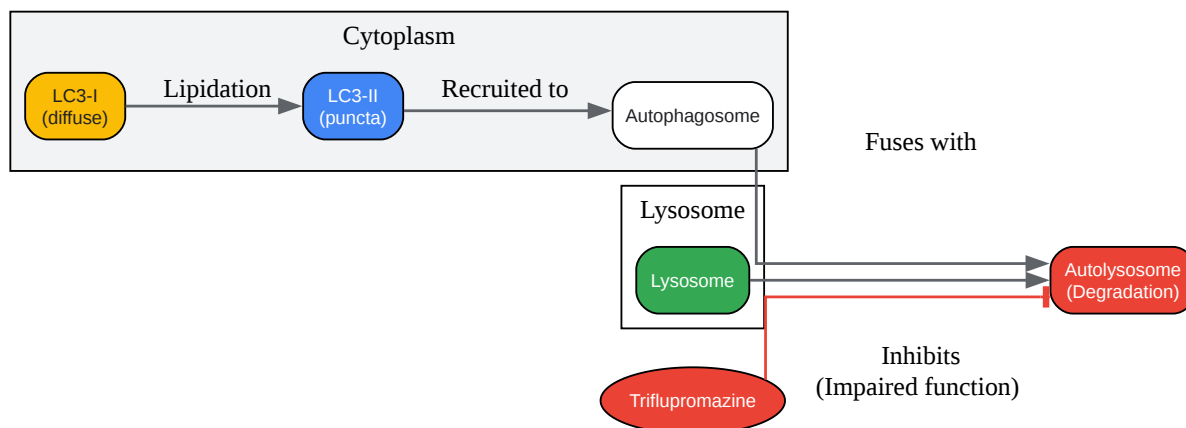 Cytoplasm
LC3-I
(diffuse)
Lipidation
LC3-II
(puncta)
Recruited to
Autophagosome
Fuses with
Lysosome
Lysosome
Autolysosome
(Degradation)
Inhibits
(Impaired function)
Triflupromazine